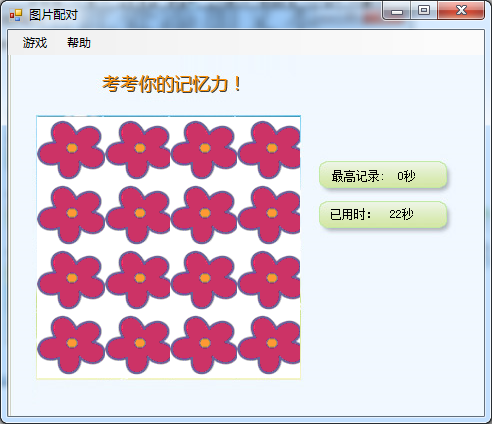 图片配对
游戏 帮助
考考你的记忆力！
最高记录： 0秒
已用时： 22秒